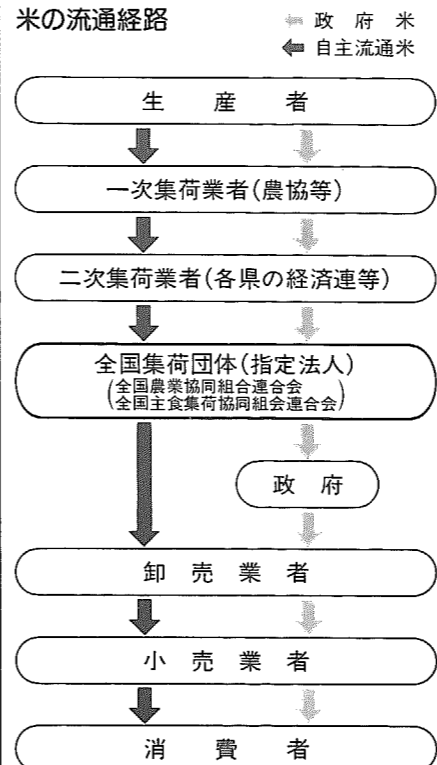 米の流通経路
政府米
自主流通米
生産者
一次集荷業者(農協等)
二次集荷業者(各県の経済連等)
全国集荷団体(指定法人)
(全国農業協同組合連合会
全国主食集荷協同組会連合会)
政府
卸売業者
小売業者
消費者